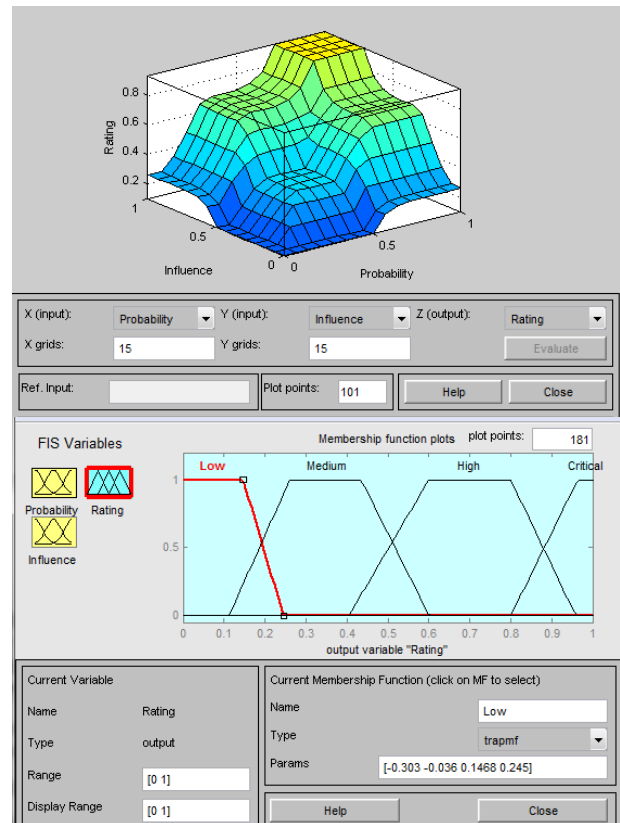 0.8
0.6
0.4
0.2
Rating
1
0.5
0
Influence
0
0.5
1
Probability
X (input): Probability Y (input): Influence Z (output): Rating
X grids: 15 Y grids: 15 Evaluate
Ref. Input: Plot points: 101 Help Close
FIS Variables Membership function plots plot points: 181
Probability Rating
Influence
Low Medium High Critical
1
0.5
0
0 0.1 0.2 0.3 0.4 0.5 0.6 0.7 0.8 0.9 1
output variable "Rating"
Current Variable
Name Rating
Type output
Range [0 1]
Display Range [0 1]
Current Membership Function (click on MF to select)
Name Low
Type trapmf
Params [-0.303 -0.036 0.1468 0.245]
Help Close